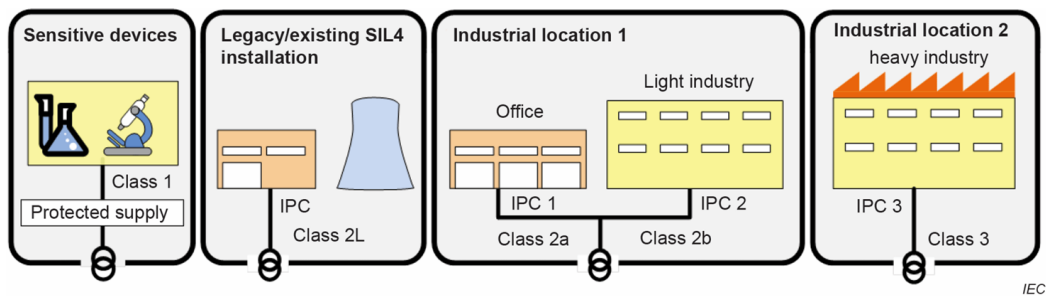 Sensitive devices
Class 1
Protected supply
Legacy/existing SIL4
installation
IPC
Class 2L
Industrial location 1
Office
Light industry
IPC 1
IPC 2
Class 2a
Class 2b
Industrial location 2
heavy industry
IPC 3
Class 3
IEC